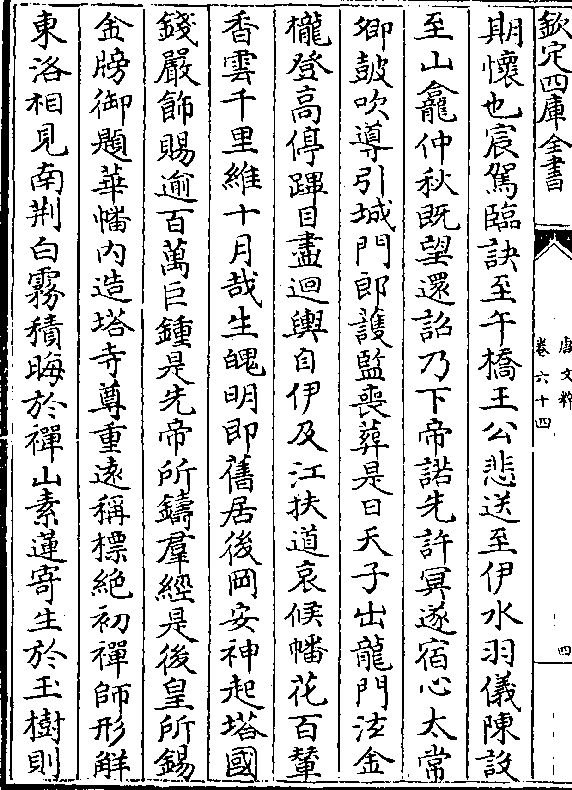 欽定四庫全書
唐文粹
卷六十四
四
期懷也宸駕臨訣至午橋王公悲送至伊水羽儀陳設
至山龕仲秋既望還詔乃下帝諾先許冥遂宿心太常
卿鼓吹導引城門郎護監喪葬是日天子出龍門泫金
櫬登高停蹕目盡迴輿自伊及江扶道哀候幡花百輦
香雲千里維十月哉生魄明即舊居後岡安神起塔國
錢嚴飾賜逾百萬巨鍾是先帝所鑄羣經是後皇所錫
金牓御題華幡内造塔寺尊重遠稱標絶初禪師形解
東洛相見南荆白霧積晦於禪山素蓮寄生於玉樹則